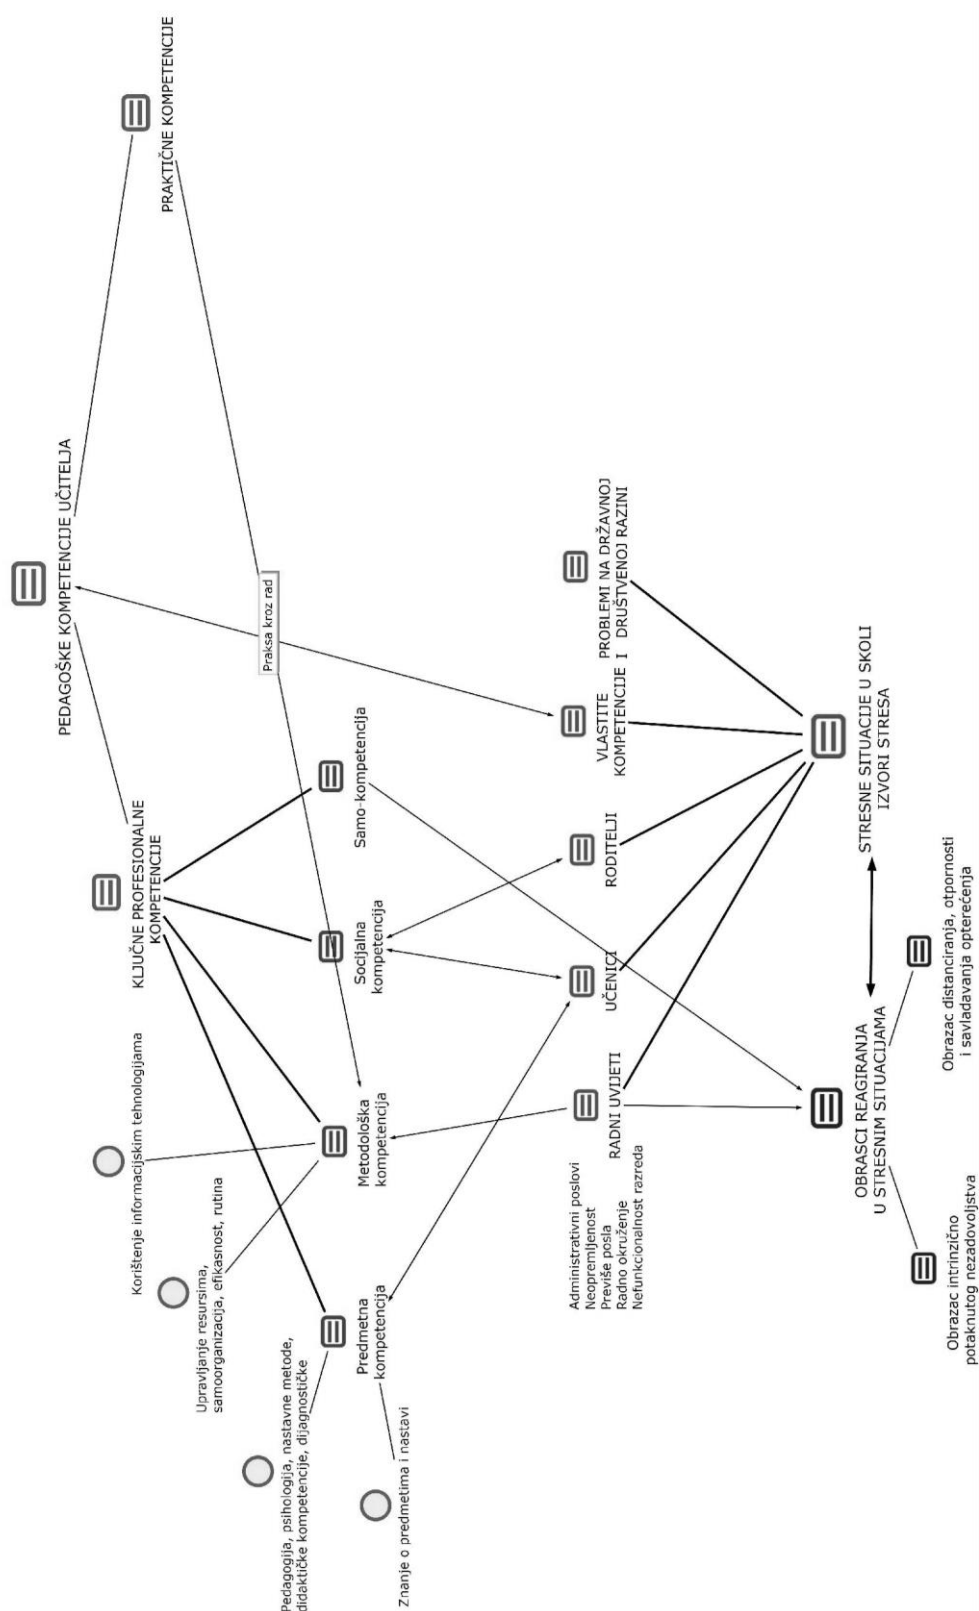 PEDAGOŠKE KOMPETENCIJE UČITELJA
PRAKTIČNE KOMPETENCIJE
KLJUČNE PROFESIONALNE
KOMPETENCIJE
Korištenje informacijskim tehnologijama
Upravljanje resursima,
samoorganizacija, efikasnost, rutina
Pedagogija, psihologija, nastavne metode,
didaktičke kompetencije, dijagnostičke
Praksa kroz rad
Predmetna
kompetencija
Metodološka
kompetencija
Socijalna
kompetencija
Samo-kompetencija
Znanje o predmetima i nastavi
Administrativni poslovi
Neopremljenost
Previše posla
Radno okruženje
Nefunkcionalnost razreda
RADNI UVIJETI
UČENICI
RODITELJI
VLASTITE
KOMPETENCIJE I
PROBLEMI NA DRŽAVNOJ
DRUŠTVENOJ RAZINI
OBRASCI REAGIRANJA
U STRESNIM SITUACIJAMA
STRESNE SITUACIJE U SKOLI
IZVORI STRESA
Obrazac intrinzično
potaknutog nezadovoljstva
Obrazac distanciranja, otpornosti
i savladavanja opterećenja